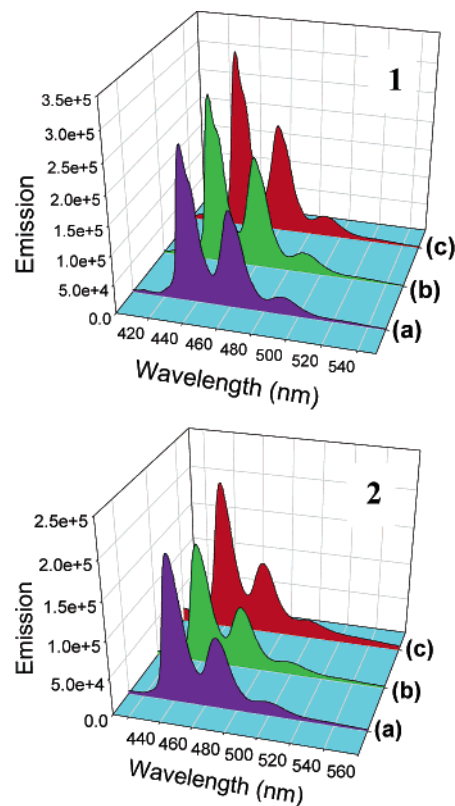 1
3.5e+5
3.0e+5
2.5e+5
2.0e+5
1.5e+5
1.0e+5
5.0e+4
0.0
Emission
(c)
(b)
(a)
420 440 460 480 500 520 540
Wavelength (nm)
2
2.5e+5
2.0e+5
1.5e+5
1.0e+5
5.0e+4
0.0
Emission
(c)
(b)
(a)
440 460 480 500 520 540 560
Wavelength (nm)